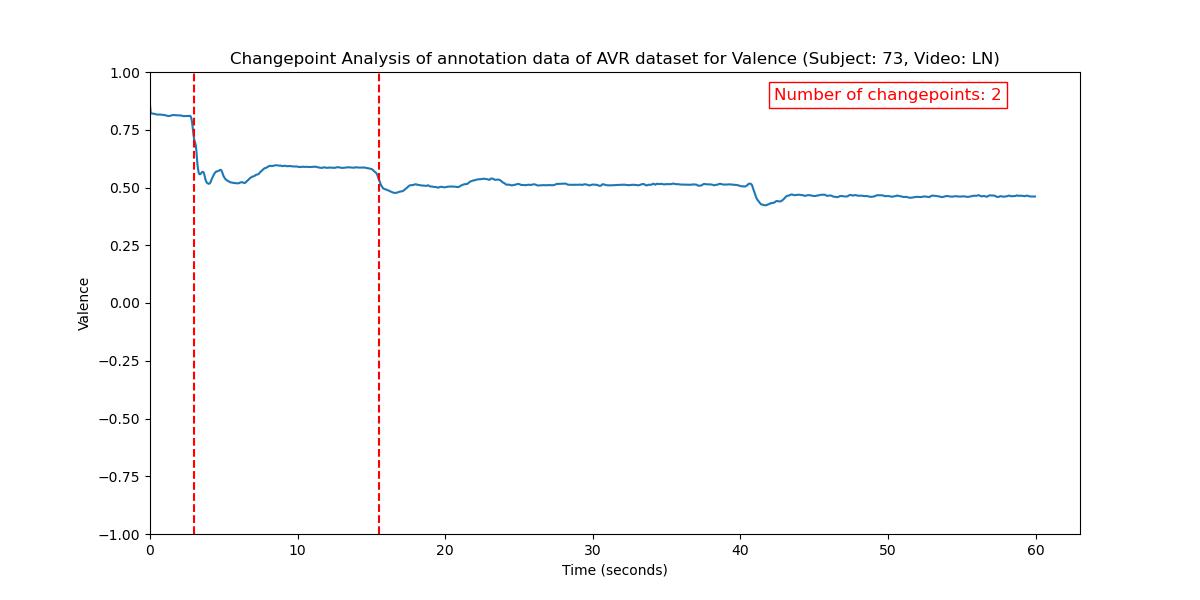 Changepoint Analysis of annotation data of AVR dataset for Valence (Subject: 73, Video: LN)
Number of changepoints: 2
1.00
0.75
0.50
0.25
0.00
−0.25
−0.50
−0.75
−1.00
Valence
0 10 20 30 40 50 60
Time (seconds)